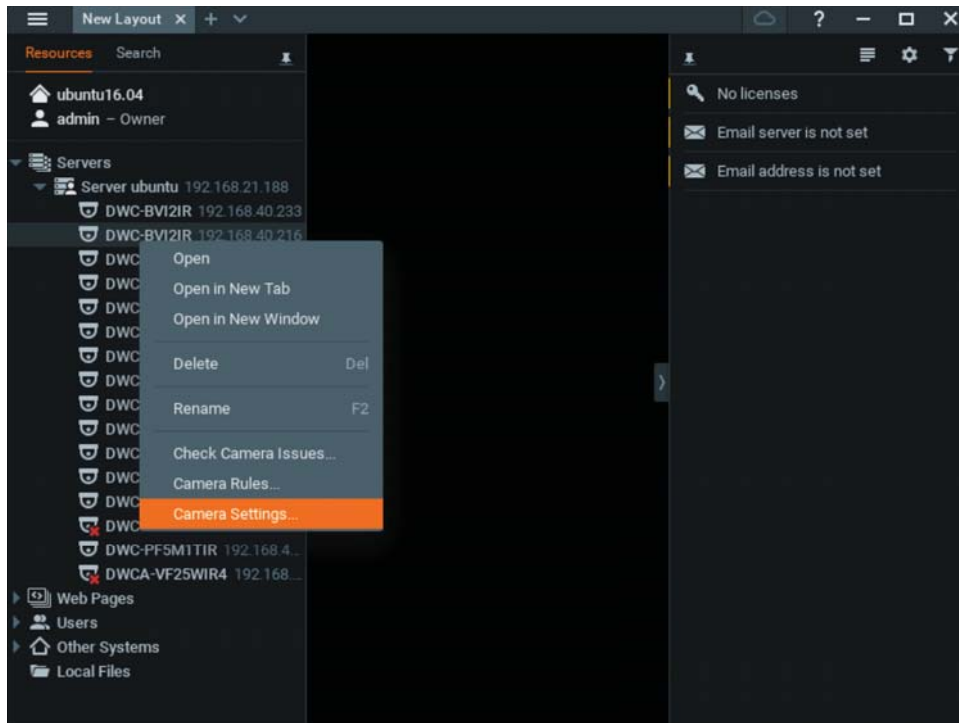 New Layout
?
Resources Search
ubuntu16.04
admin – Owner
Servers
Server ubuntu 192.168.21.188
DWC-BVI2IR 192.168.40.233
DWC-BVI2IR 192.168.40.216
DWC
DWC
DWC
DWC
DWC
DWC
DWC
DWC
DWC
DWC
DWC
DWC
DWC-PF5M1TIR 192.168.4...
DWCA-VF25WIR4 192.168....
Web Pages
Users
Other Systems
Local Files
Open
Open in New Tab
Open in New Window
Delete Del
Rename F2
Check Camera Issues...
Camera Rules...
Camera Settings...
No licenses
Email server is not set
Email address is not set